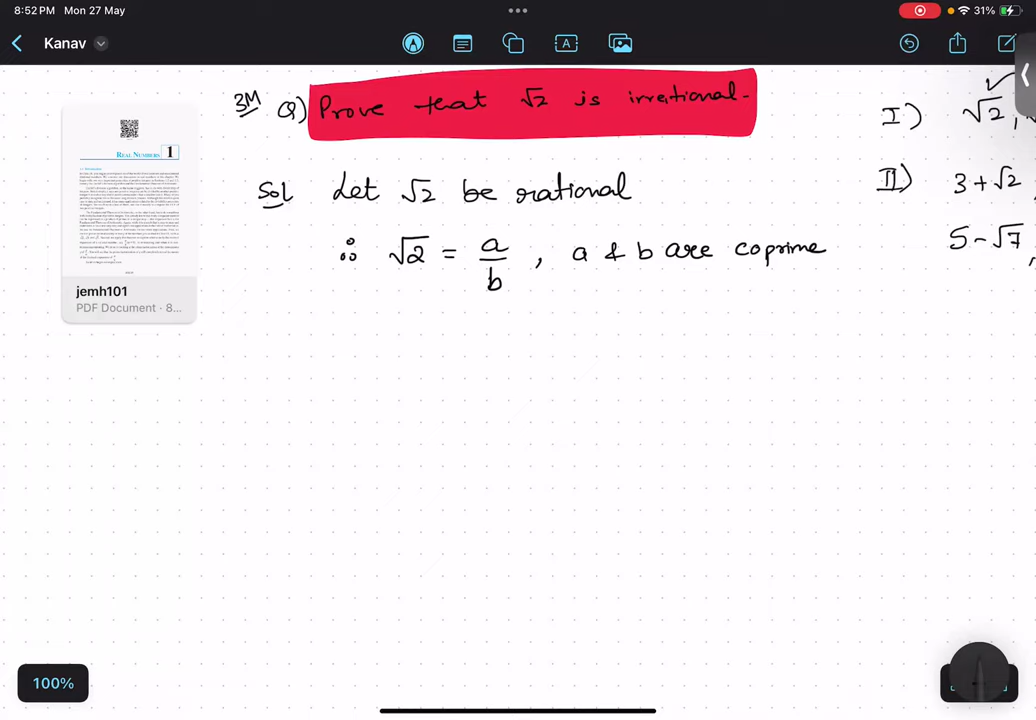 8:52 PM Mon 27 May
31%
Kanav
A
3M Q) Prove that √2 is irrational.
Sol Let √2 be rational
∴ √2 = a/b , a & b are coprime
I) √2,
II) 3 + √2
5 - √7,
REAL NUMBERS 1
jemh101
PDF Document · 8...
100%